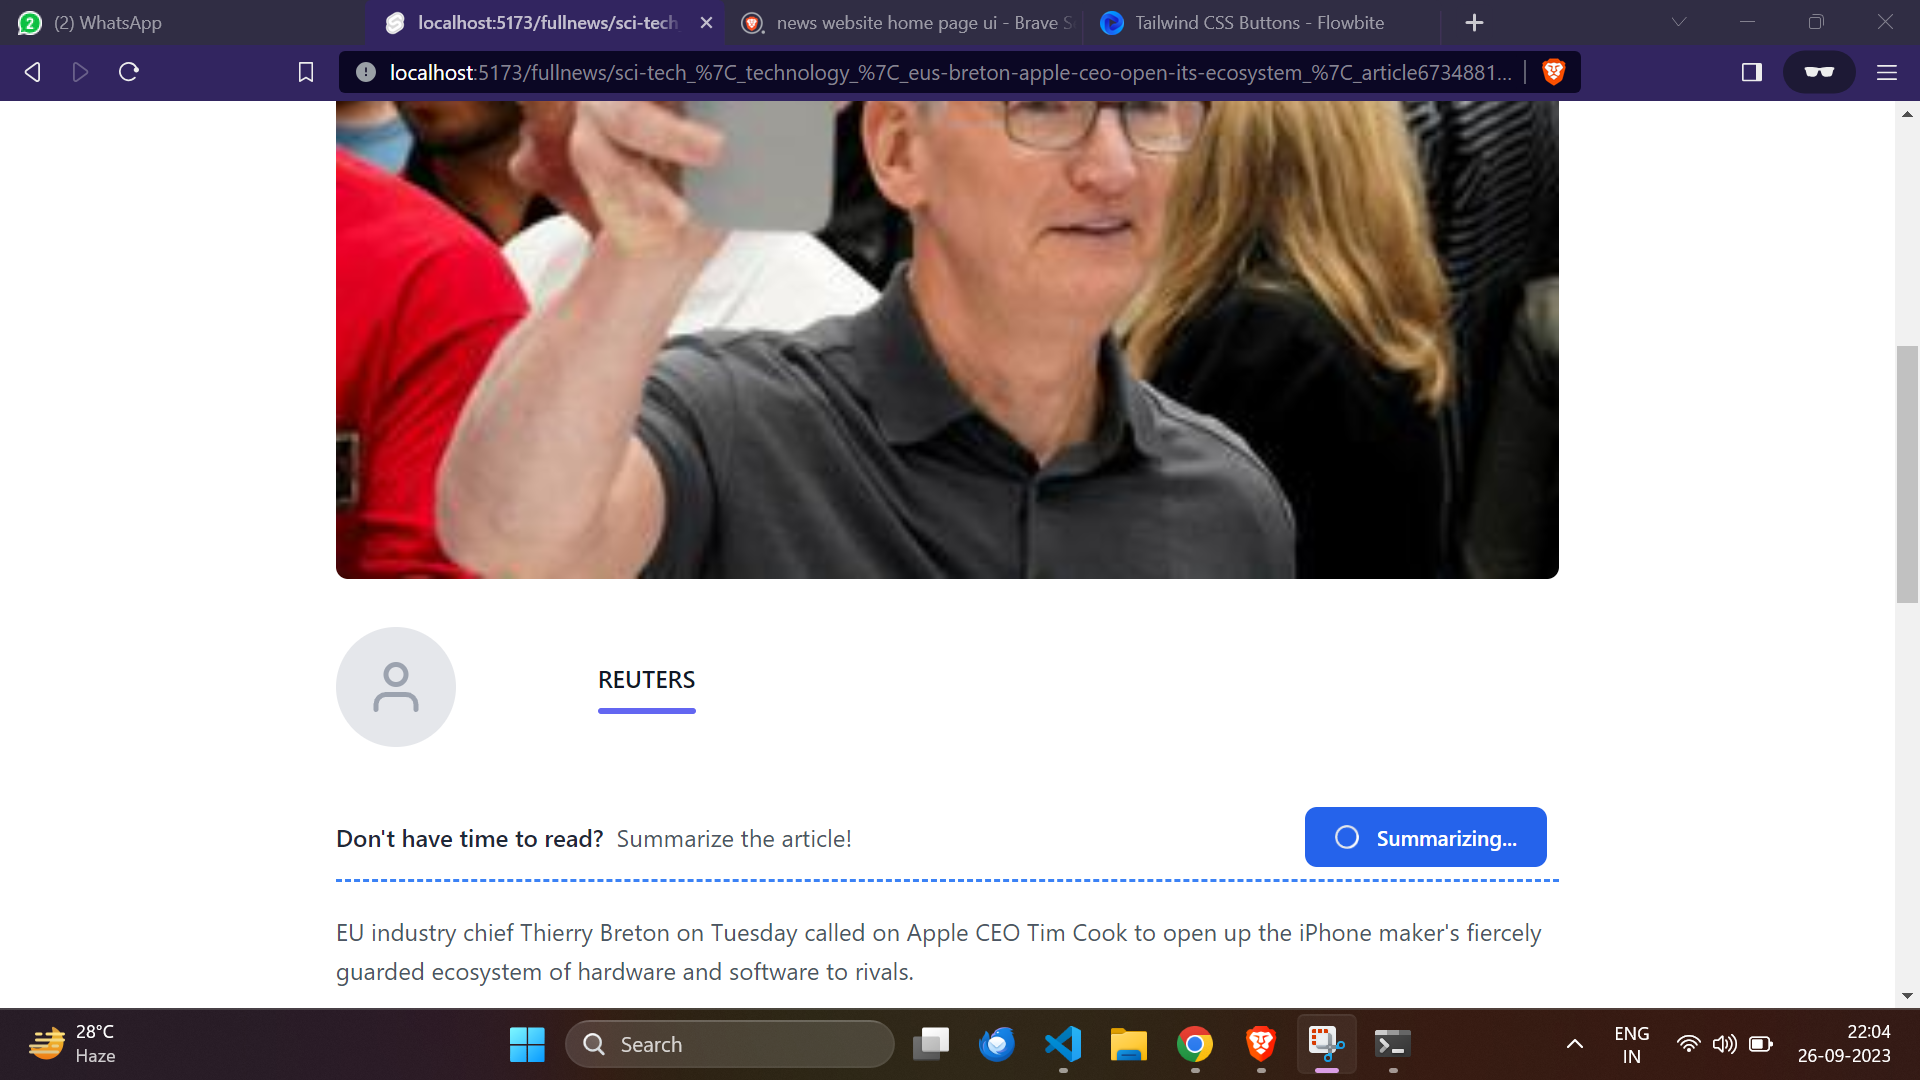 2
(2) WhatsApp
localhost:5173/fullnews/sci-tech
news website home page ui - Brave S
Tailwind CSS Buttons - Flowbite
localhost:5173/fullnews/sci-tech_%7C_technology_%7C_eus-breton-apple-ceo-open-its-ecosystem_%7C_article6734881...
REUTERS
Don't have time to read? Summarize the article!
Summarizing...
EU industry chief Thierry Breton on Tuesday called on Apple CEO Tim Cook to open up the iPhone maker's fiercely
guarded ecosystem of hardware and software to rivals.
28°C
Haze
Search
ENG
IN
22:04
26-09-2023